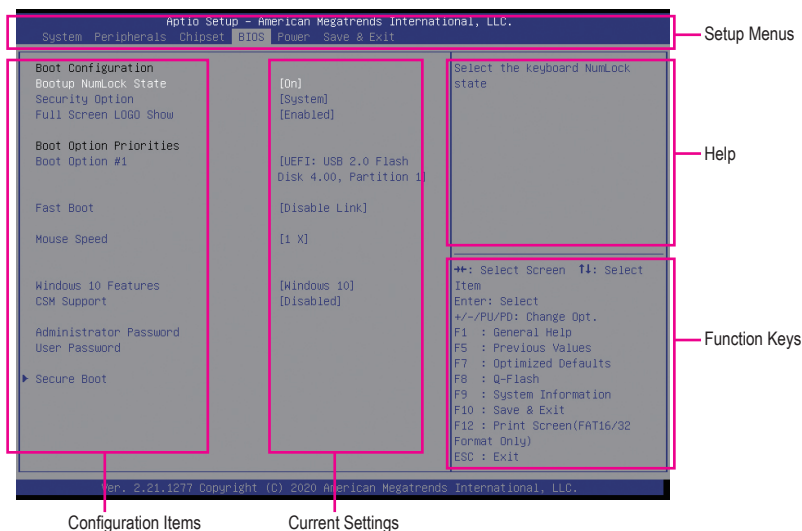 Aptio Setup – American Megatrends International, LLC.
System Peripherals Chipset BIOS Power Save & Exit
Setup Menus
Boot Configuration
Bootup NumLock State [On]
Security Option [System]
Full Screen LOGO Show [Enabled]
Boot Option Priorities
Boot Option #1 [UEFI: USB 2.0 Flash
Disk 4.00, Partition 1]
Fast Boot [Disable Link]
Mouse Speed [1 X]
Windows 10 Features [Windows 10]
CSM Support [Disabled]
Administrator Password
User Password
Secure Boot
Select the keyboard NumLock
state
Help
→←: Select Screen ↑↓: Select
Item
Enter: Select
+/-/PU/PD: Change Opt.
F1 : General Help
F5 : Previous Values
F7 : Optimized Defaults
F8 : Q-Flash
F9 : System Information
F10 : Save & Exit
F12 : Print Screen(FAT16/32
Format Only)
ESC : Exit
Function Keys
Ver. 2.21.1277 Copyright (C) 2020 American Megatrends International, LLC.
Configuration Items
Current Settings